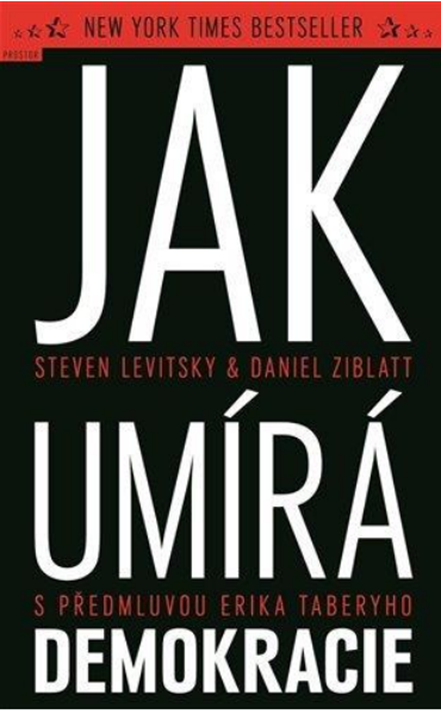 NEW YORK TIMES BESTSELLER
PROSTOR
JAK
STEVEN LEVITSKY & DANIEL ZIBLATT
UMÍRÁ
S PŘEDMLUVOU ERIKA TABERYHO
DEMOKRACIE